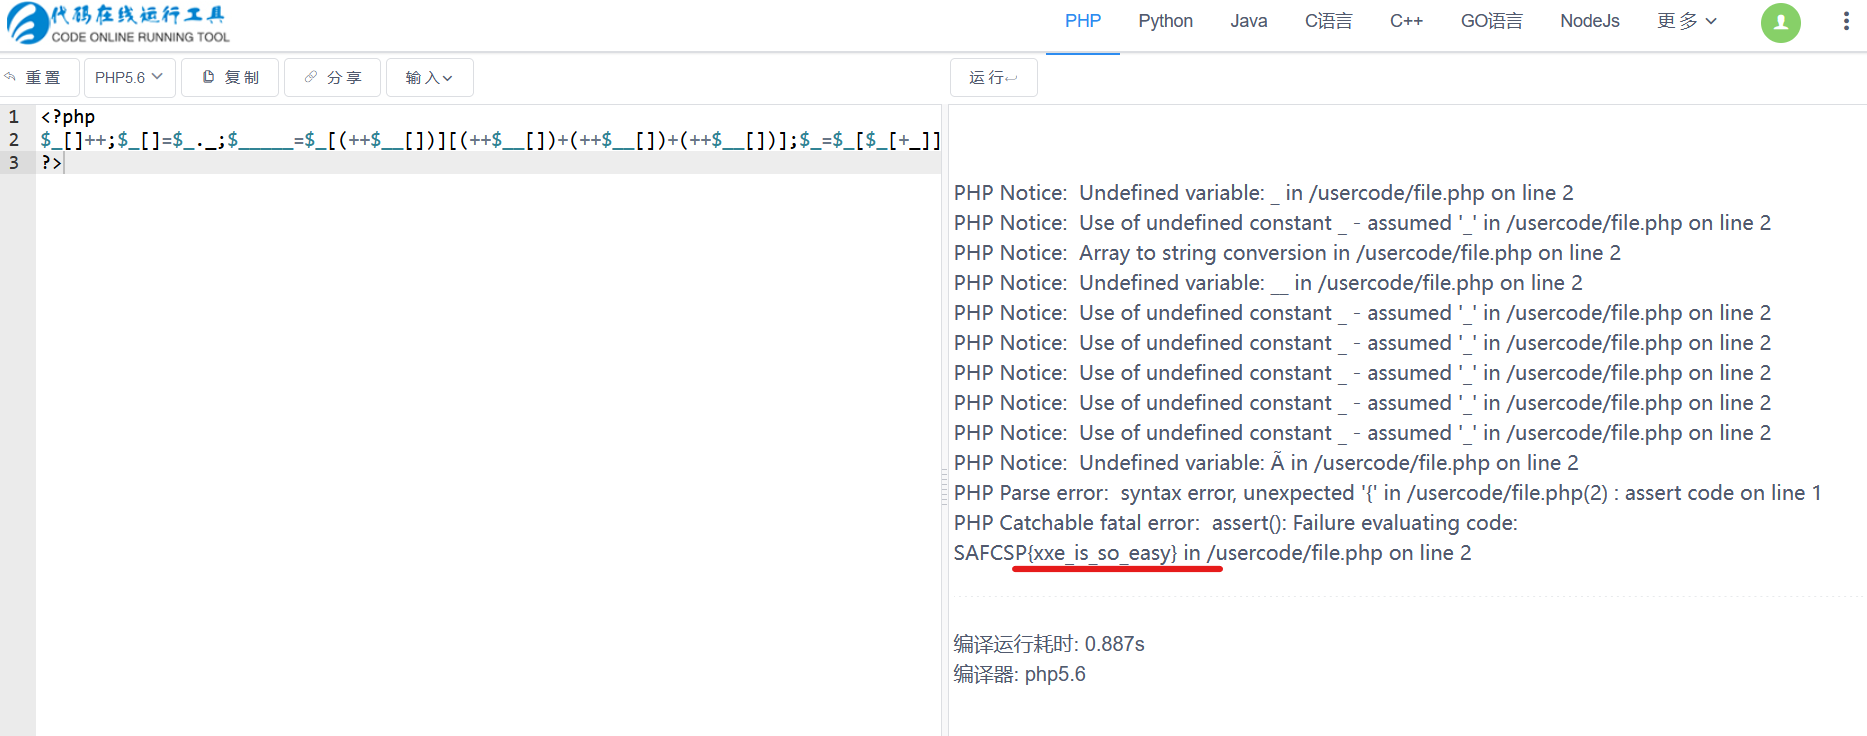 代码在线运行工具
CODE ONLINE RUNNING TOOL
PHP Python Java C语言 C++ GO语言 NodeJs 更多
重置 PHP5.6 复制 分享 输入 运行
1 <?php
2 $_[]++;$_[]=$_._;$_____=$_[(++$__[])][(++$__[])+(++$__[])+(++$__[])];$_=$_[$_[+_]]
3 ?>
PHP Notice:  Undefined variable: _ in /usercode/file.php on line 2
PHP Notice:  Use of undefined constant _ - assumed '_' in /usercode/file.php on line 2
PHP Notice:  Array to string conversion in /usercode/file.php on line 2
PHP Notice:  Undefined variable: __ in /usercode/file.php on line 2
PHP Notice:  Use of undefined constant _ - assumed '_' in /usercode/file.php on line 2
PHP Notice:  Use of undefined constant _ - assumed '_' in /usercode/file.php on line 2
PHP Notice:  Use of undefined constant _ - assumed '_' in /usercode/file.php on line 2
PHP Notice:  Use of undefined constant _ - assumed '_' in /usercode/file.php on line 2
PHP Notice:  Use of undefined constant _ - assumed '_' in /usercode/file.php on line 2
PHP Notice:  Undefined variable: Ã in /usercode/file.php on line 2
PHP Parse error:  syntax error, unexpected '{' in /usercode/file.php(2) : assert code on line 1
PHP Catchable fatal error:  assert(): Failure evaluating code:
SAFCSP{xxe_is_so_easy} in /usercode/file.php on line 2
编译运行耗时: 0.887s
编译器: php5.6